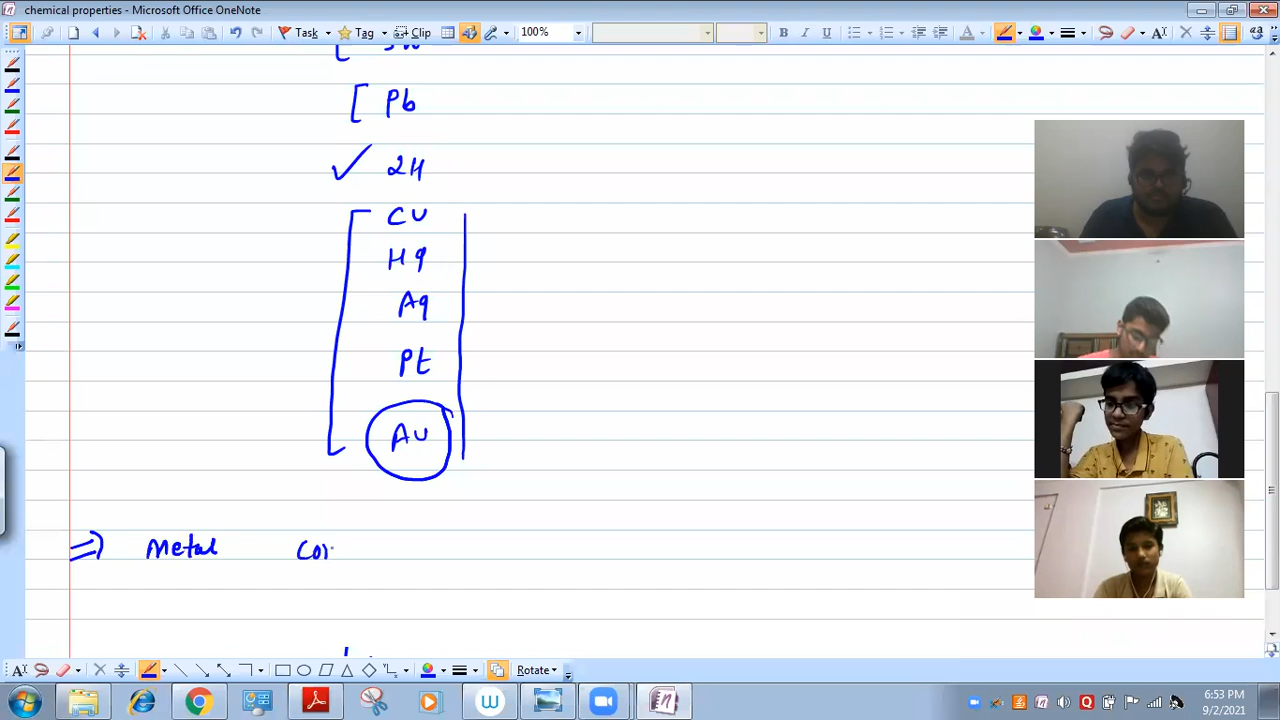 chemical properties - Microsoft Office OneNote
Task Tag Clip 100% B I U
[ Pb
✓ 2H
Cu
Hg
Ag
Pt
Au
⇒ Metal Cor
Rotate
6:53 PM
9/2/2021